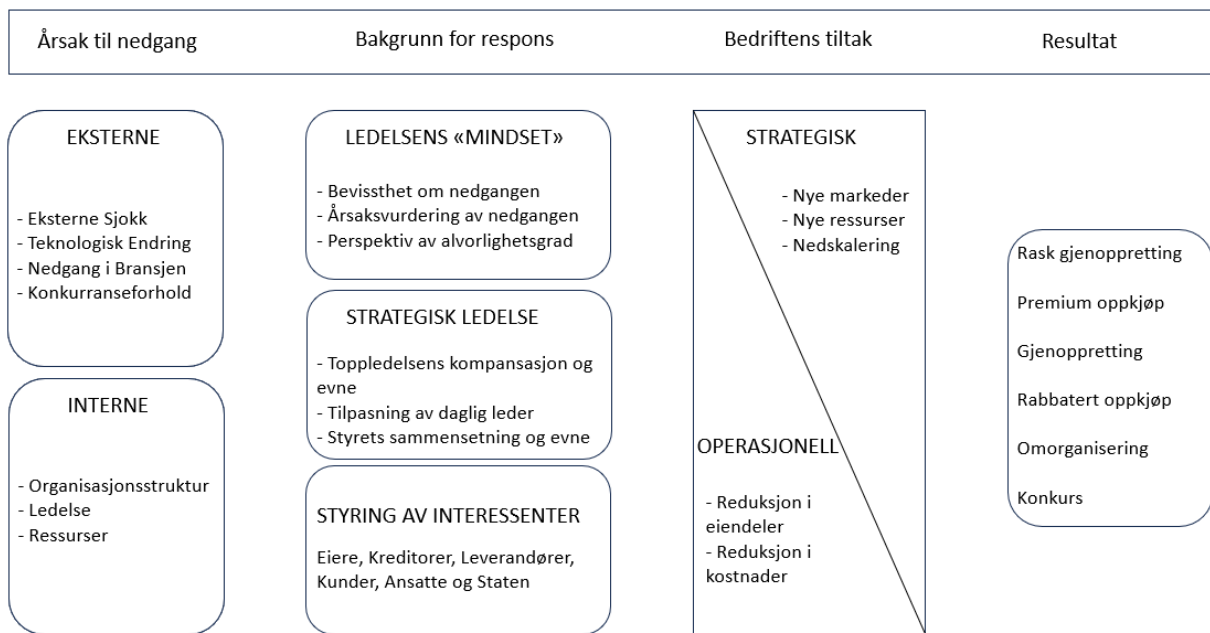 Årsak til nedgang
Bakgrunn for respons
Bedriftens tiltak
Resultat
EKSTERNE
- Eksterne Sjokk
- Teknologisk Endring
- Nedgang i Bransjen
- Konkurranseforhold
INTERNE
- Organisasjonsstruktur
- Ledelse
- Ressurser
LEDELSENS «MINDSET»
- Bevissthet om nedgangen
- Årsaksvurdering av nedgangen
- Perspektiv av alvorlighetsgrad
STRATEGISK LEDELSE
- Toppledelsens kompansasjon og
evne
- Tilpasning av daglig leder
- Styrets sammensetning og evne
STYRING AV INTERESSENTER
Eiere, Kreditorer, Leverandører,
Kunder, Ansatte og Staten
STRATEGISK
- Nye markeder
- Nye ressurser
- Nedskalering
OPERASJONELL
- Reduksjon i
eiendeler
- Reduksjon i
kostnader
Rask gjenoppretting
Premium oppkjøp
Gjenoppretting
Rabbatert oppkjøp
Omorganisering
Konkurs